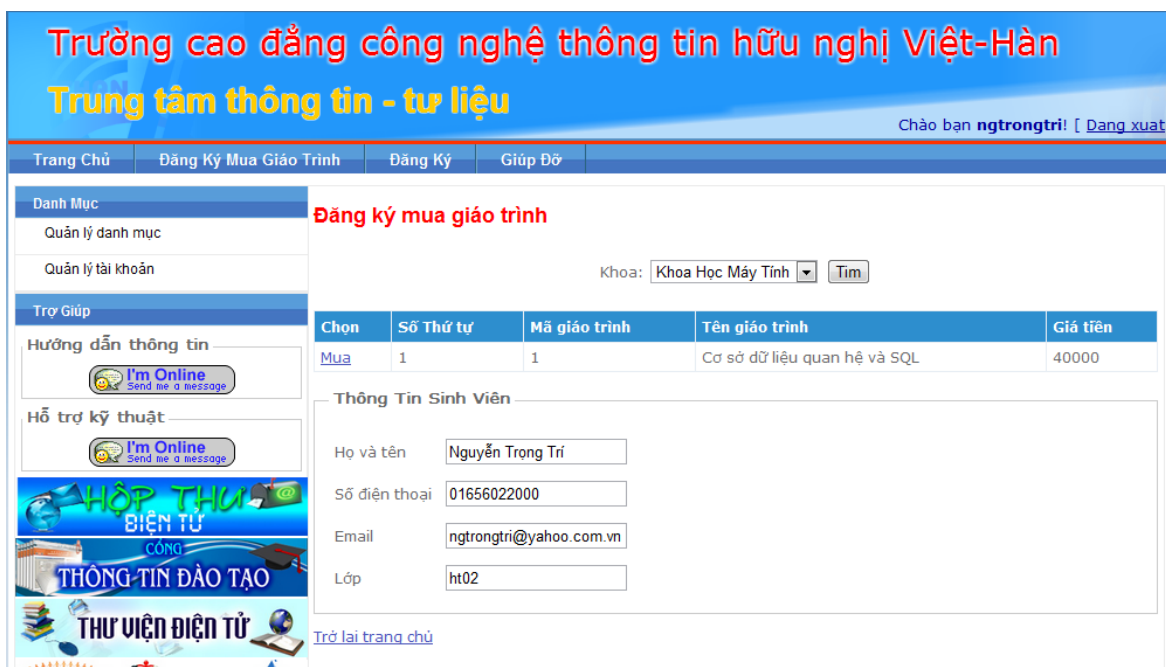 Trường cao đẳng công nghệ thông tin hữu nghị Việt-Hàn
Trung tâm thông tin - tư liệu
Chào bạn ngtrongtri! [ Dang xuat
Trang Chủ Đăng Ký Mua Giáo Trình Đăng Ký Giúp Đỡ
Danh Mục
Quản lý danh mục
Quản lý tài khoản
Trợ Giúp
Hướng dẫn thông tin
I'm Online
Send me a message
Hỗ trợ kỹ thuật
I'm Online
Send me a message
HỘP THƯ
ĐIỆN TỬ
CỔNG
THÔNG TIN ĐÀO TẠO
THƯ VIỆN ĐIỆN TỬ
Đăng ký mua giáo trình
Khoa: Khoa Học Máy Tính Tim
Chọn Số Thứ tự Mã giáo trình Tên giáo trình Giá tiền
Mua 1 1 Cơ sở dữ liệu quan hệ và SQL 40000
Thông Tin Sinh Viên
Họ và tên Nguyễn Trọng Trí
Số điện thoại 01656022000
Email ngtrongtri@yahoo.com.vn
Lớp ht02
Trở lai trang chủ